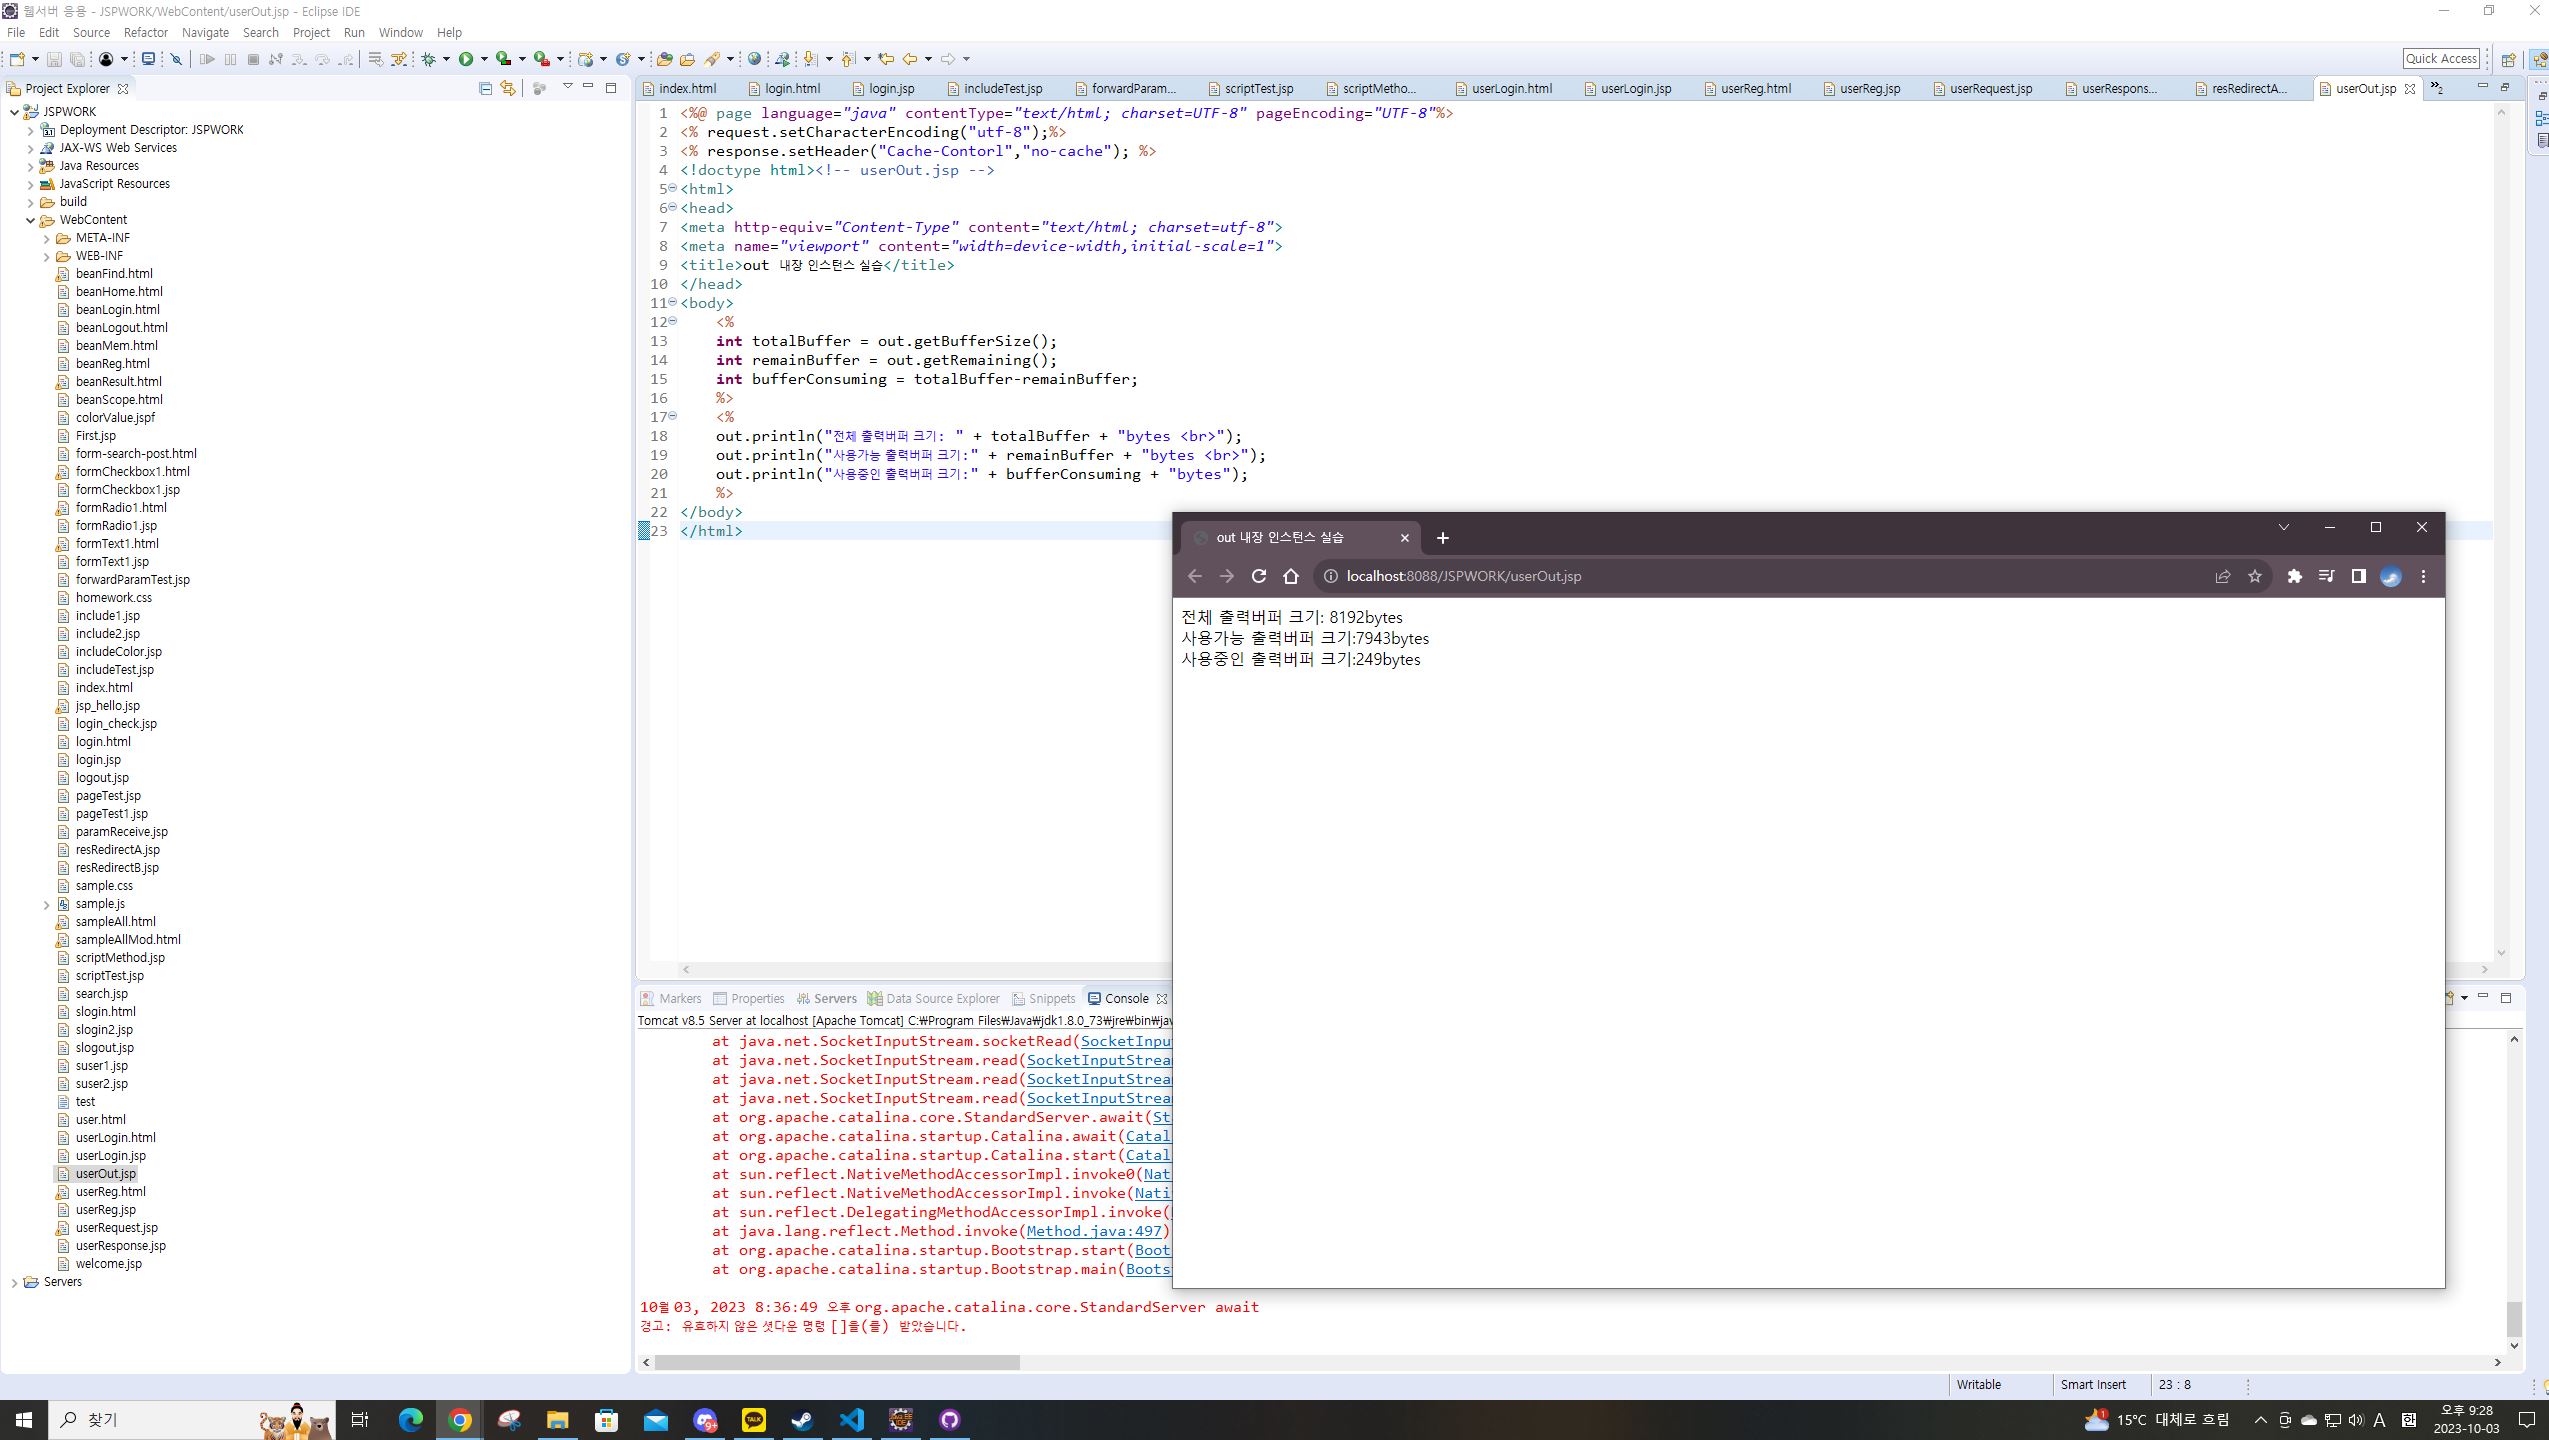 웹서버 응용 - JSPWORK/WebContent/userOut.jsp - Eclipse IDE
File Edit Source Refactor Navigate Search Project Run Window Help
Quick Access
Project Explorer
JSPWORK
Deployment Descriptor: JSPWORK
JAX-WS Web Services
Java Resources
JavaScript Resources
build
WebContent
META-INF
WEB-INF
beanFind.html
beanHome.html
beanLogin.html
beanLogout.html
beanMem.html
beanReg.html
beanResult.html
beanScope.html
colorValue.jspf
First.jsp
form-search-post.html
formCheckbox1.html
formCheckbox1.jsp
formRadio1.html
formRadio1.jsp
formText1.html
formText1.jsp
forwardParamTest.jsp
homework.css
include1.jsp
include2.jsp
includeColor.jsp
includeTest.jsp
index.html
jsp_hello.jsp
login_check.jsp
login.html
login.jsp
logout.jsp
pageTest.jsp
pageTest1.jsp
paramReceive.jsp
resRedirectA.jsp
resRedirectB.jsp
sample.css
sample.js
sampleAll.html
sampleAllMod.html
scriptMethod.jsp
scriptTest.jsp
search.jsp
slogin.html
slogin2.jsp
slogout.jsp
suser1.jsp
suser2.jsp
test
user.html
userLogin.html
userLogin.jsp
userOut.jsp
userReg.html
userReg.jsp
userRequest.jsp
userResponse.jsp
welcome.jsp
Servers
index.html login.html login.jsp includeTest.jsp forwardParam... scriptTest.jsp scriptMetho... userLogin.html userLogin.jsp userReg.html userReg.jsp userRequest.jsp userRespons... resRedirectA... userOut.jsp »2
1 <%@ page language="java" contentType="text/html; charset=UTF-8" pageEncoding="UTF-8"%>
2 <% request.setCharacterEncoding("utf-8");%>
3 <% response.setHeader("Cache-Contorl","no-cache"); %>
4 <!doctype html><!-- userOut.jsp -->
5 <html>
6 <head>
7 <meta http-equiv="Content-Type" content="text/html; charset=utf-8">
8 <meta name="viewport" content="width=device-width,initial-scale=1">
9 <title>out 내장 인스턴스 실습</title>
10 </head>
11 <body>
12 <%
13 int totalBuffer = out.getBufferSize();
14 int remainBuffer = out.getRemaining();
15 int bufferConsuming = totalBuffer-remainBuffer;
16 %>
17 <%
18 out.println("전체 출력버퍼 크기: " + totalBuffer + "bytes <br>");
19 out.println("사용가능 출력버퍼 크기:" + remainBuffer + "bytes <br>");
20 out.println("사용중인 출력버퍼 크기:" + bufferConsuming + "bytes");
21 %>
22 </body>
23 </html>
out 내장 인스턴스 실습
localhost:8088/JSPWORK/userOut.jsp
전체 출력버퍼 크기: 8192bytes
사용가능 출력버퍼 크기:7943bytes
사용중인 출력버퍼 크기:249bytes
Markers Properties Servers Data Source Explorer Snippets Console
Tomcat v8.5 Server at localhost [Apache Tomcat] C:₩Program Files₩Java₩jdk1.8.0_73₩jre₩bin₩jav
at java.net.SocketInputStream.socketRead(SocketInpu
at java.net.SocketInputStream.read(SocketInputStrea
at java.net.SocketInputStream.read(SocketInputStrea
at java.net.SocketInputStream.read(SocketInputStrea
at org.apache.catalina.core.StandardServer.await(St
at org.apache.catalina.startup.Catalina.await(Catal
at org.apache.catalina.startup.Catalina.start(Catal
at sun.reflect.NativeMethodAccessorImpl.invoke0(Nat
at sun.reflect.NativeMethodAccessorImpl.invoke(Nati
at sun.reflect.DelegatingMethodAccessorImpl.invoke(
at java.lang.reflect.Method.invoke(Method.java:497)
at org.apache.catalina.startup.Bootstrap.start(Boot
at org.apache.catalina.startup.Bootstrap.main(Boots
10월 03, 2023 8:36:49 오후 org.apache.catalina.core.StandardServer await
경고: 유효하지 않은 셧다운 명령 []을(를) 받았습니다.
Writable Smart Insert 23 : 8
찾기
TALK
15°C 대체로 흐림
A 한
오후 9:28
2023-10-03